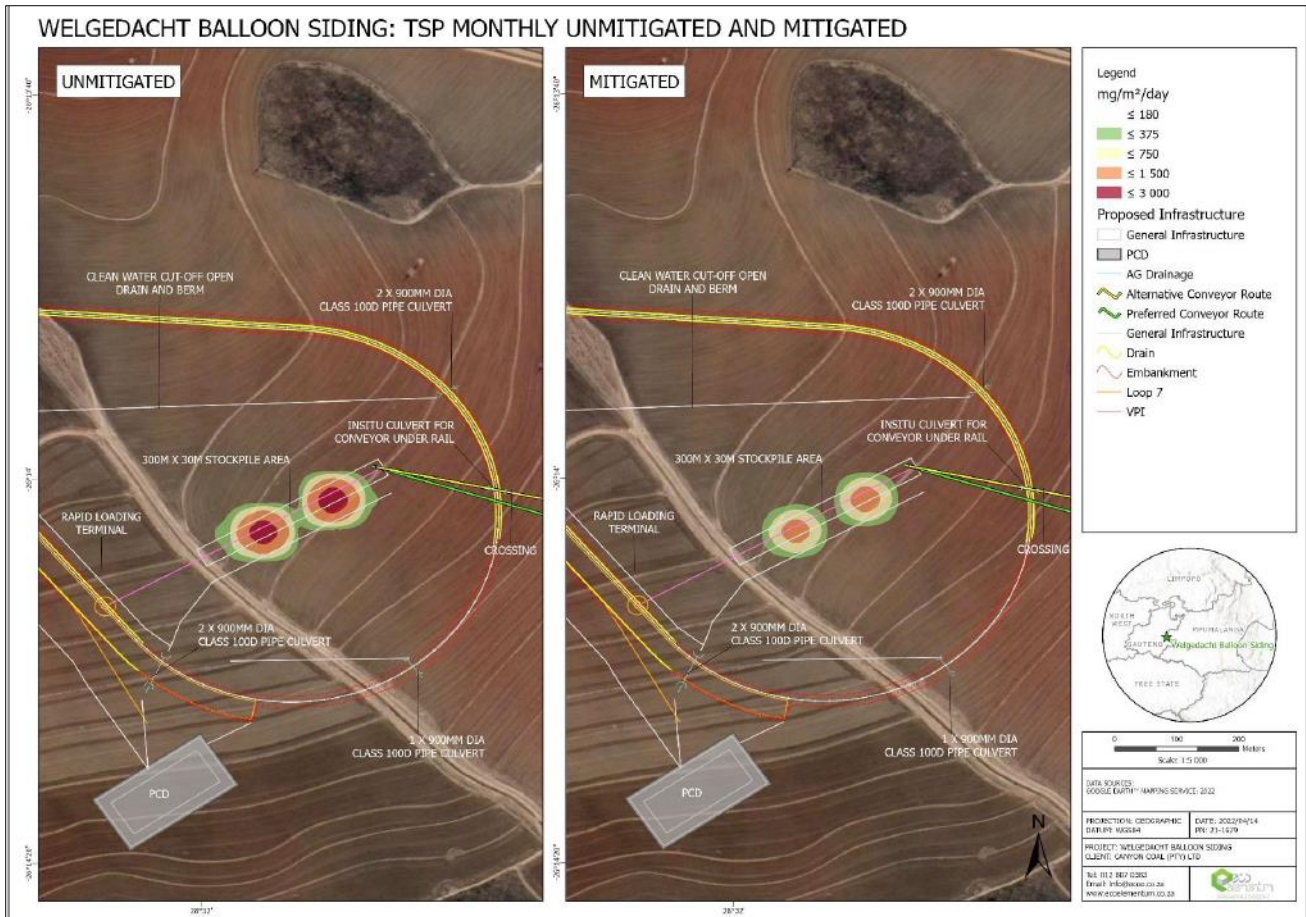 WELGEDACHT BALLOON SIDING: TSP MONTHLY UNMITIGATED AND MITIGATED
UNMITIGATED
CLEAN WATER CUT-OFF OPEN
DRAIN AND BERM
2 X 900MM DIA
CLASS 100D PIPE CULVERT
INSITU CULVERT FOR
CONVEYOR UNDER RAIL
300M X 30M STOCKPILE AREA
RAPID LOADING
TERMINAL
CROSSING
2 X 900MM DIA
CLASS 100D PIPE CULVERT
1 X 900MM DIA
CLASS 100D PIPE CULVERT
PCD
MITIGATED
CLEAN WATER CUT-OFF OPEN
DRAIN AND BERM
2 X 900MM DIA
CLASS 100D PIPE CULVERT
INSITU CULVERT FOR
CONVEYOR UNDER RAIL
300M X 30M STOCKPILE AREA
RAPID LOADING
TERMINAL
CROSSING
2 X 900MM DIA
CLASS 100D PIPE CULVERT
1 X 900MM DIA
CLASS 100D PIPE CULVERT
PCD
N
Legend
mg/m²/day
≤ 180
≤ 375
≤ 750
≤ 1 500
≤ 3 000
Proposed Infrastructure
General Infrastructure
PCD
AG Drainage
Alternative Conveyor Route
Preferred Conveyor Route
General Infrastructure
Drain
Embankment
Loop 7
VPI
LIMPOPO
NORTH
WEST
MPUMALANGA
GAUTENG
Welgedacht Balloon Siding
FREE STATE
0 100 200
Meters
Scale: 1:5 000
DATA SOURCES:
GOOGLE EARTH™ MAPPING SERVICE: 2022
PROJECTION: GEOGRAPHIC
DATUM: WGS84
DATE: 2022/04/14
PROJECT: WELGEDACHT BALLOON SIDING
CLIENT: CANYON COAL (PTY) LTD
www.ecoelementum.co.za
eco
elementum